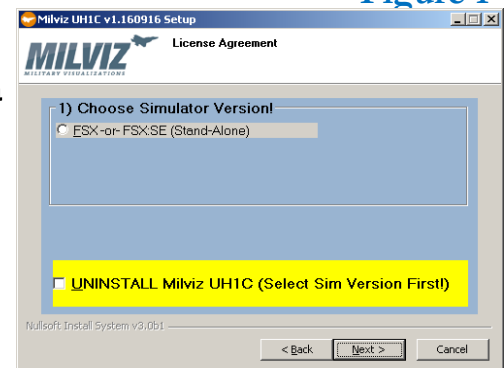 Figure 1
Milviz UH1C v1.160916 Setup
MILVIZ
MILITARY VISUALIZATIONS
License Agreement
1) Choose Simulator Version!
FSX -or- FSX:SE (Stand-Alone)
UNINSTALL Milviz UH1C (Select Sim Version First!)
Nullsoft Install System v3.0b1
< Back
Next >
Cancel